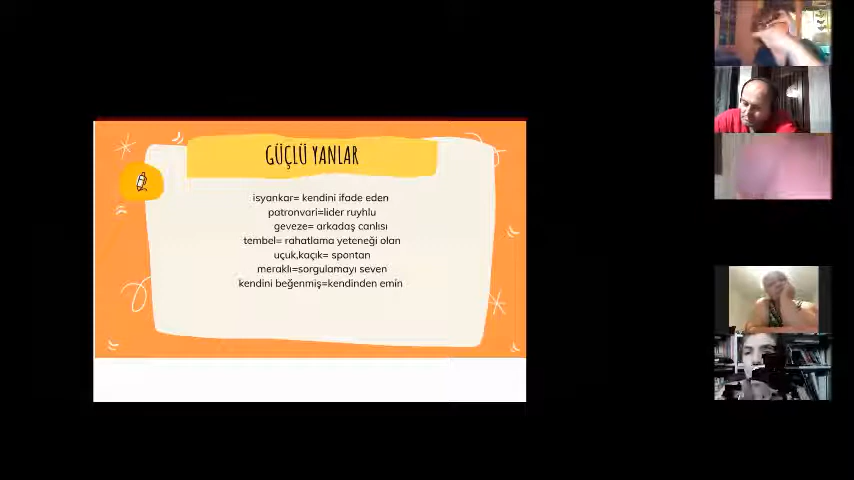 GÜÇLÜ YANLAR
isyankar= kendini ifade eden
patronvari=lider ruyhlu
geveze= arkadaş canlısı
tembel= rahatlama yeteneği olan
uçuk,kaçık= spontan
meraklı=sorgulamayı seven
kendini beğenmiş=kendinden emin